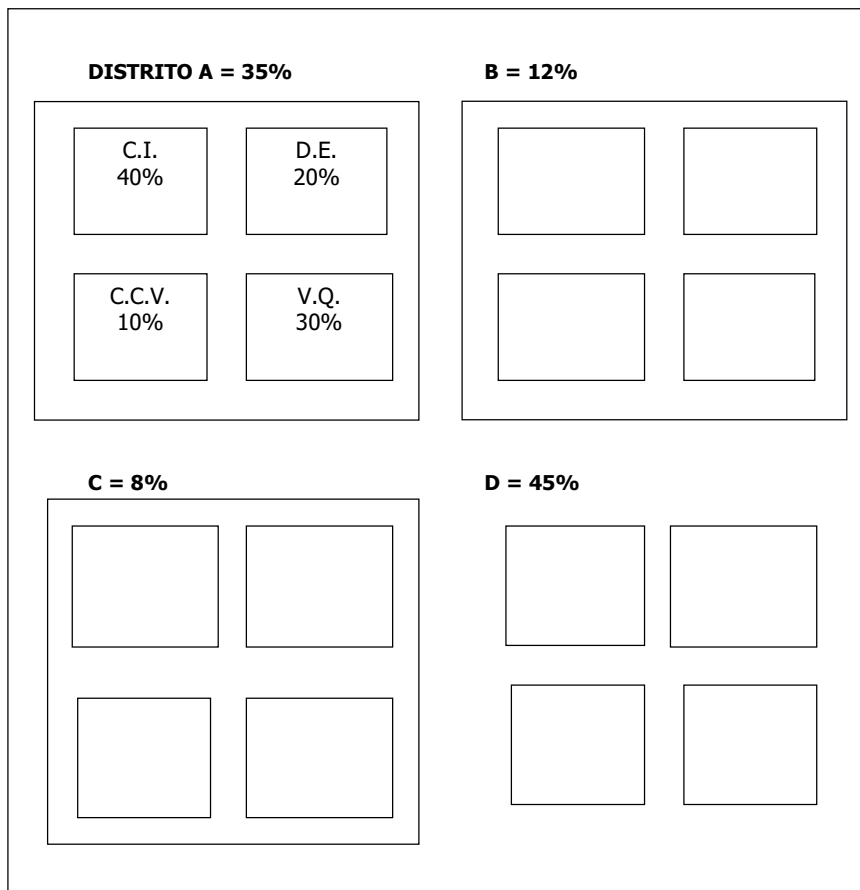 DISTRITO A = 35%
B = 12%
C.I.
40%
D.E.
20%
C.C.V.
10%
V.Q.
30%
C = 8%
D = 45%